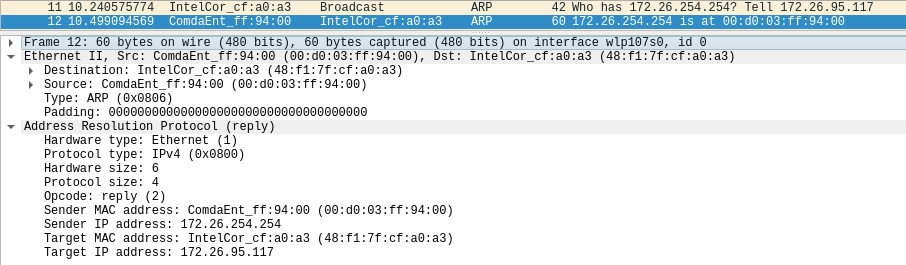 11 10.240575774 IntelCor_cf:a0:a3 Broadcast ARP 42 Who has 172.26.254.254? Tell 172.26.95.117
12 10.499094569 ComdaEnt_ff:94:00 IntelCor_cf:a0:a3 ARP 60 172.26.254.254 is at 00:d0:03:ff:94:00
Frame 12: 60 bytes on wire (480 bits), 60 bytes captured (480 bits) on interface wlp107s0, id 0
Ethernet II, Src: ComdaEnt_ff:94:00 (00:d0:03:ff:94:00), Dst: IntelCor_cf:a0:a3 (48:f1:7f:cf:a0:a3)
Destination: IntelCor_cf:a0:a3 (48:f1:7f:cf:a0:a3)
Source: ComdaEnt_ff:94:00 (00:d0:03:ff:94:00)
Type: ARP (0x0806)
Padding: 000000000000000000000000000000000000
Address Resolution Protocol (reply)
Hardware type: Ethernet (1)
Protocol type: IPv4 (0x0800)
Hardware size: 6
Protocol size: 4
Opcode: reply (2)
Sender MAC address: ComdaEnt_ff:94:00 (00:d0:03:ff:94:00)
Sender IP address: 172.26.254.254
Target MAC address: IntelCor_cf:a0:a3 (48:f1:7f:cf:a0:a3)
Target IP address: 172.26.95.117